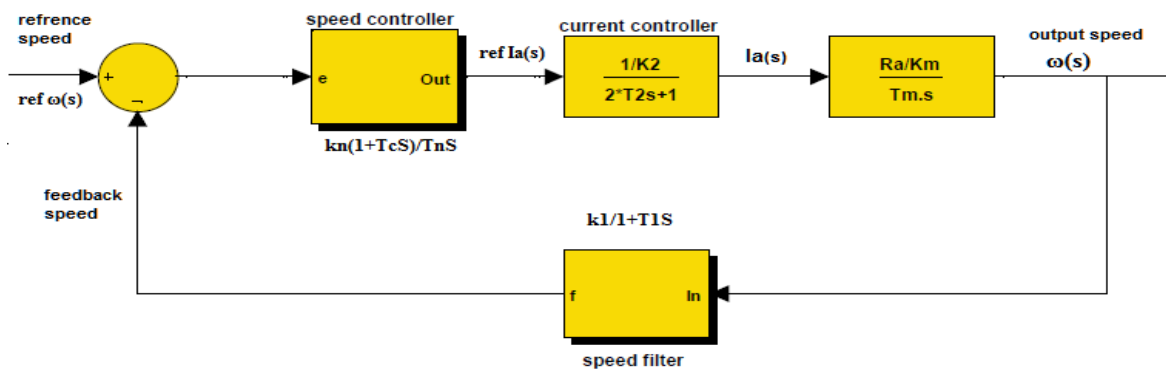 refrence
speed
ref ω(s)
+
−
speed controller
e
Out
kn(1+TcS)/TnS
ref Ia(s)
current controller
1/K2
2*T2s+1
Ia(s)
Ra/Km
Tm.s
output speed
ω(s)
feedback
speed
k1/1+T1S
f
In
speed filter